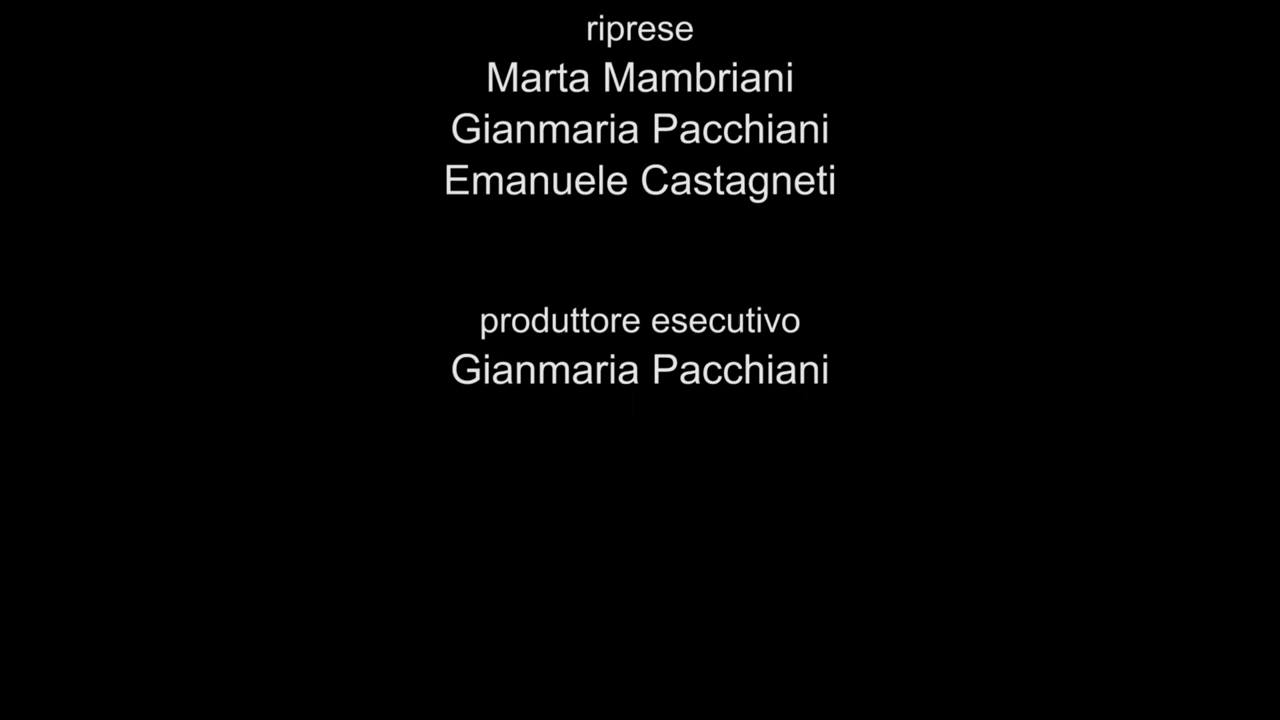 riprese
Marta Mambriani
Gianmaria Pacchiani
Emanuele Castagneti
produttore esecutivo
Gianmaria Pacchiani